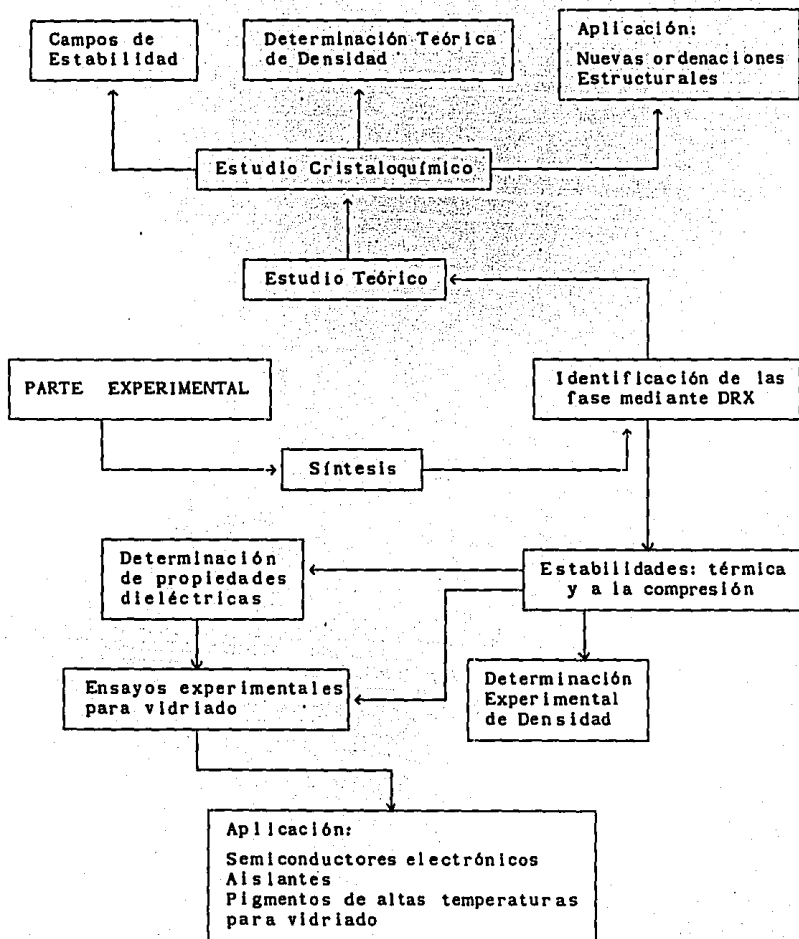 Campos de
Estabilidad
Determinación Teórica
de Densidad
Aplicación:
Nuevas ordenaciones
Estructurales
Estudio Cristaloquímico
Estudio Teórico
PARTE EXPERIMENTAL
Identificación de las
fase mediante DRX
Síntesis
Determinación
de propiedades
dieléctricas
Estabilidades: térmica
y a la compresión
Ensayos experimentales
para vidriado
Determinación
Experimental
de Densidad
Aplicación:
Semiconductores electrónicos
Aislantes
Pigmentos de altas temperaturas
para vidriado